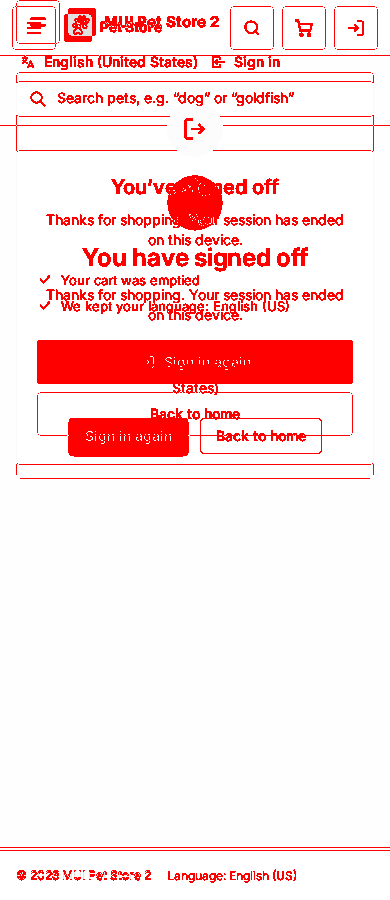 MUI Pet Store 2
Pet Store
English (United States) Sign in
Search pets, e.g. “dog” or “goldfish”
You’ve signed off
Thanks for shopping. Your session has ended
on this device.
You have signed off
Your cart was emptied
Thanks for shopping. Your session has ended
We kept your language: English (US)
on this device.
Sign in again
States)
Back to home
Sign in again Back to home
© 2026 MUI Pet Store 2 Language: English (US)